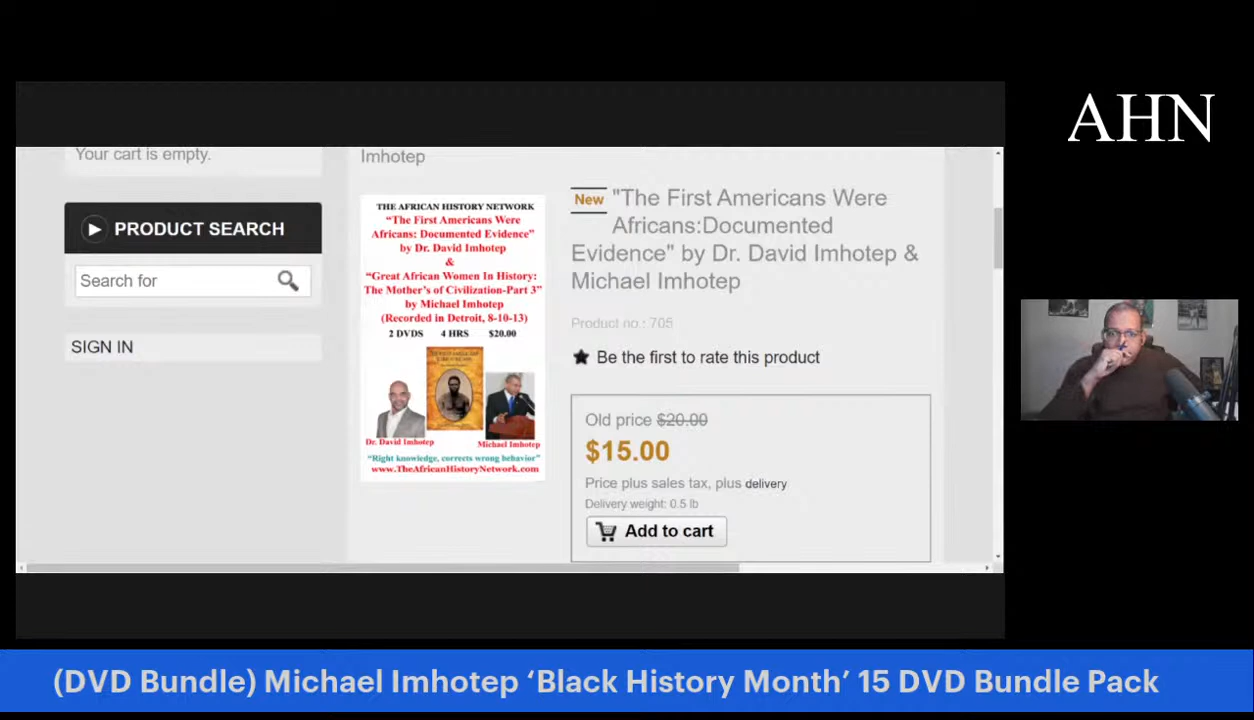 AHN
Your cart is empty.
PRODUCT SEARCH
Search for
SIGN IN
Imhotep
THE AFRICAN HISTORY NETWORK
“The First Americans Were
Africans: Documented Evidence”
by Dr. David Imhotep
&
“Great African Women In History:
The Mother’s of Civilization-Part 3”
by Michael Imhotep
(Recorded in Detroit, 8-10-13)
2 DVDS 4 HRS $20.00
Dr. David Imhotep
Michael Imhotep
“Right knowledge, corrects wrong behavior”
www.TheAfricanHistoryNetwork.com
New "The First Americans Were
Africans:Documented
Evidence" by Dr. David Imhotep &
Michael Imhotep
Product no.: 705
Be the first to rate this product
Old price $20.00
$15.00
Price plus sales tax, plus delivery
Delivery weight: 0.5 lb
Add to cart
(DVD Bundle) Michael Imhotep ‘Black History Month’ 15 DVD Bundle Pack